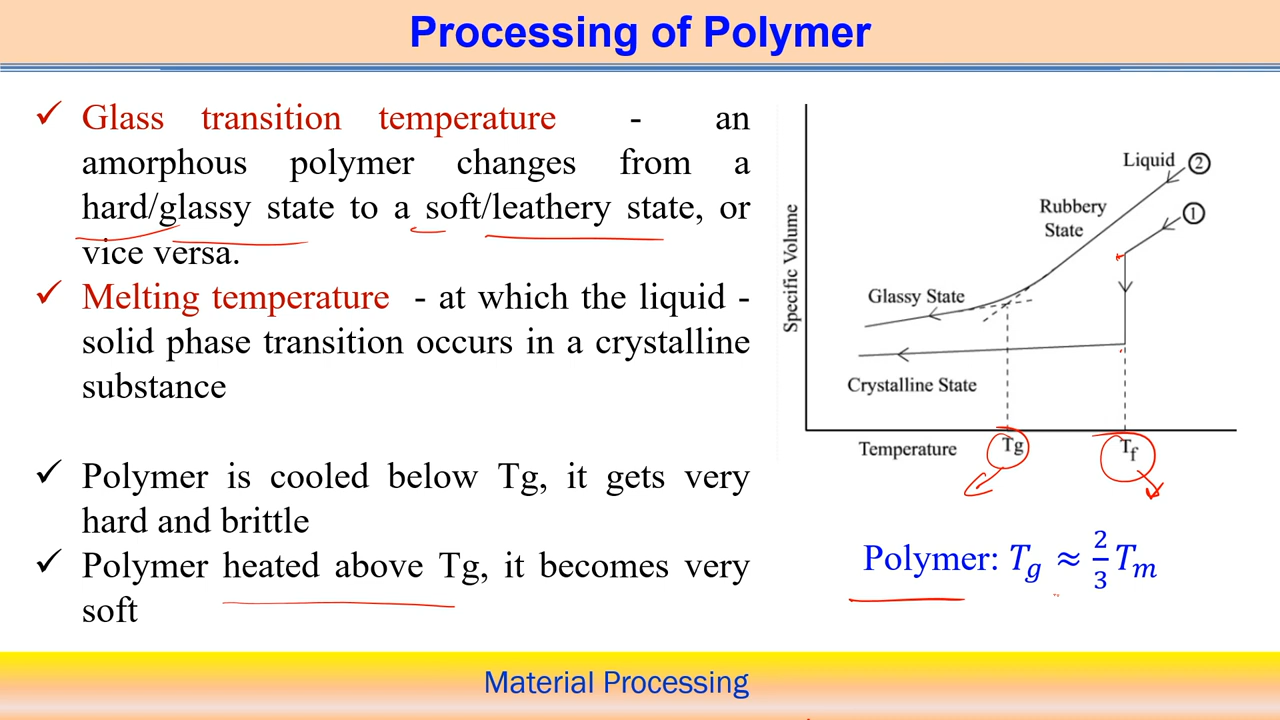 Processing of Polymer
✓ Glass transition temperature - an
amorphous polymer changes from a
hard/glassy state to a soft/leathery state, or
vice versa.
✓ Melting temperature - at which the liquid -
solid phase transition occurs in a crystalline
substance
✓ Polymer is cooled below Tg, it gets very
hard and brittle
✓ Polymer heated above Tg, it becomes very
soft
Specific Volume
Liquid ②
Rubbery
State
①
Glassy State
Crystalline State
Temperature Tg T_f
Polymer: T_g ≈ 2/3 T_m
Material Processing